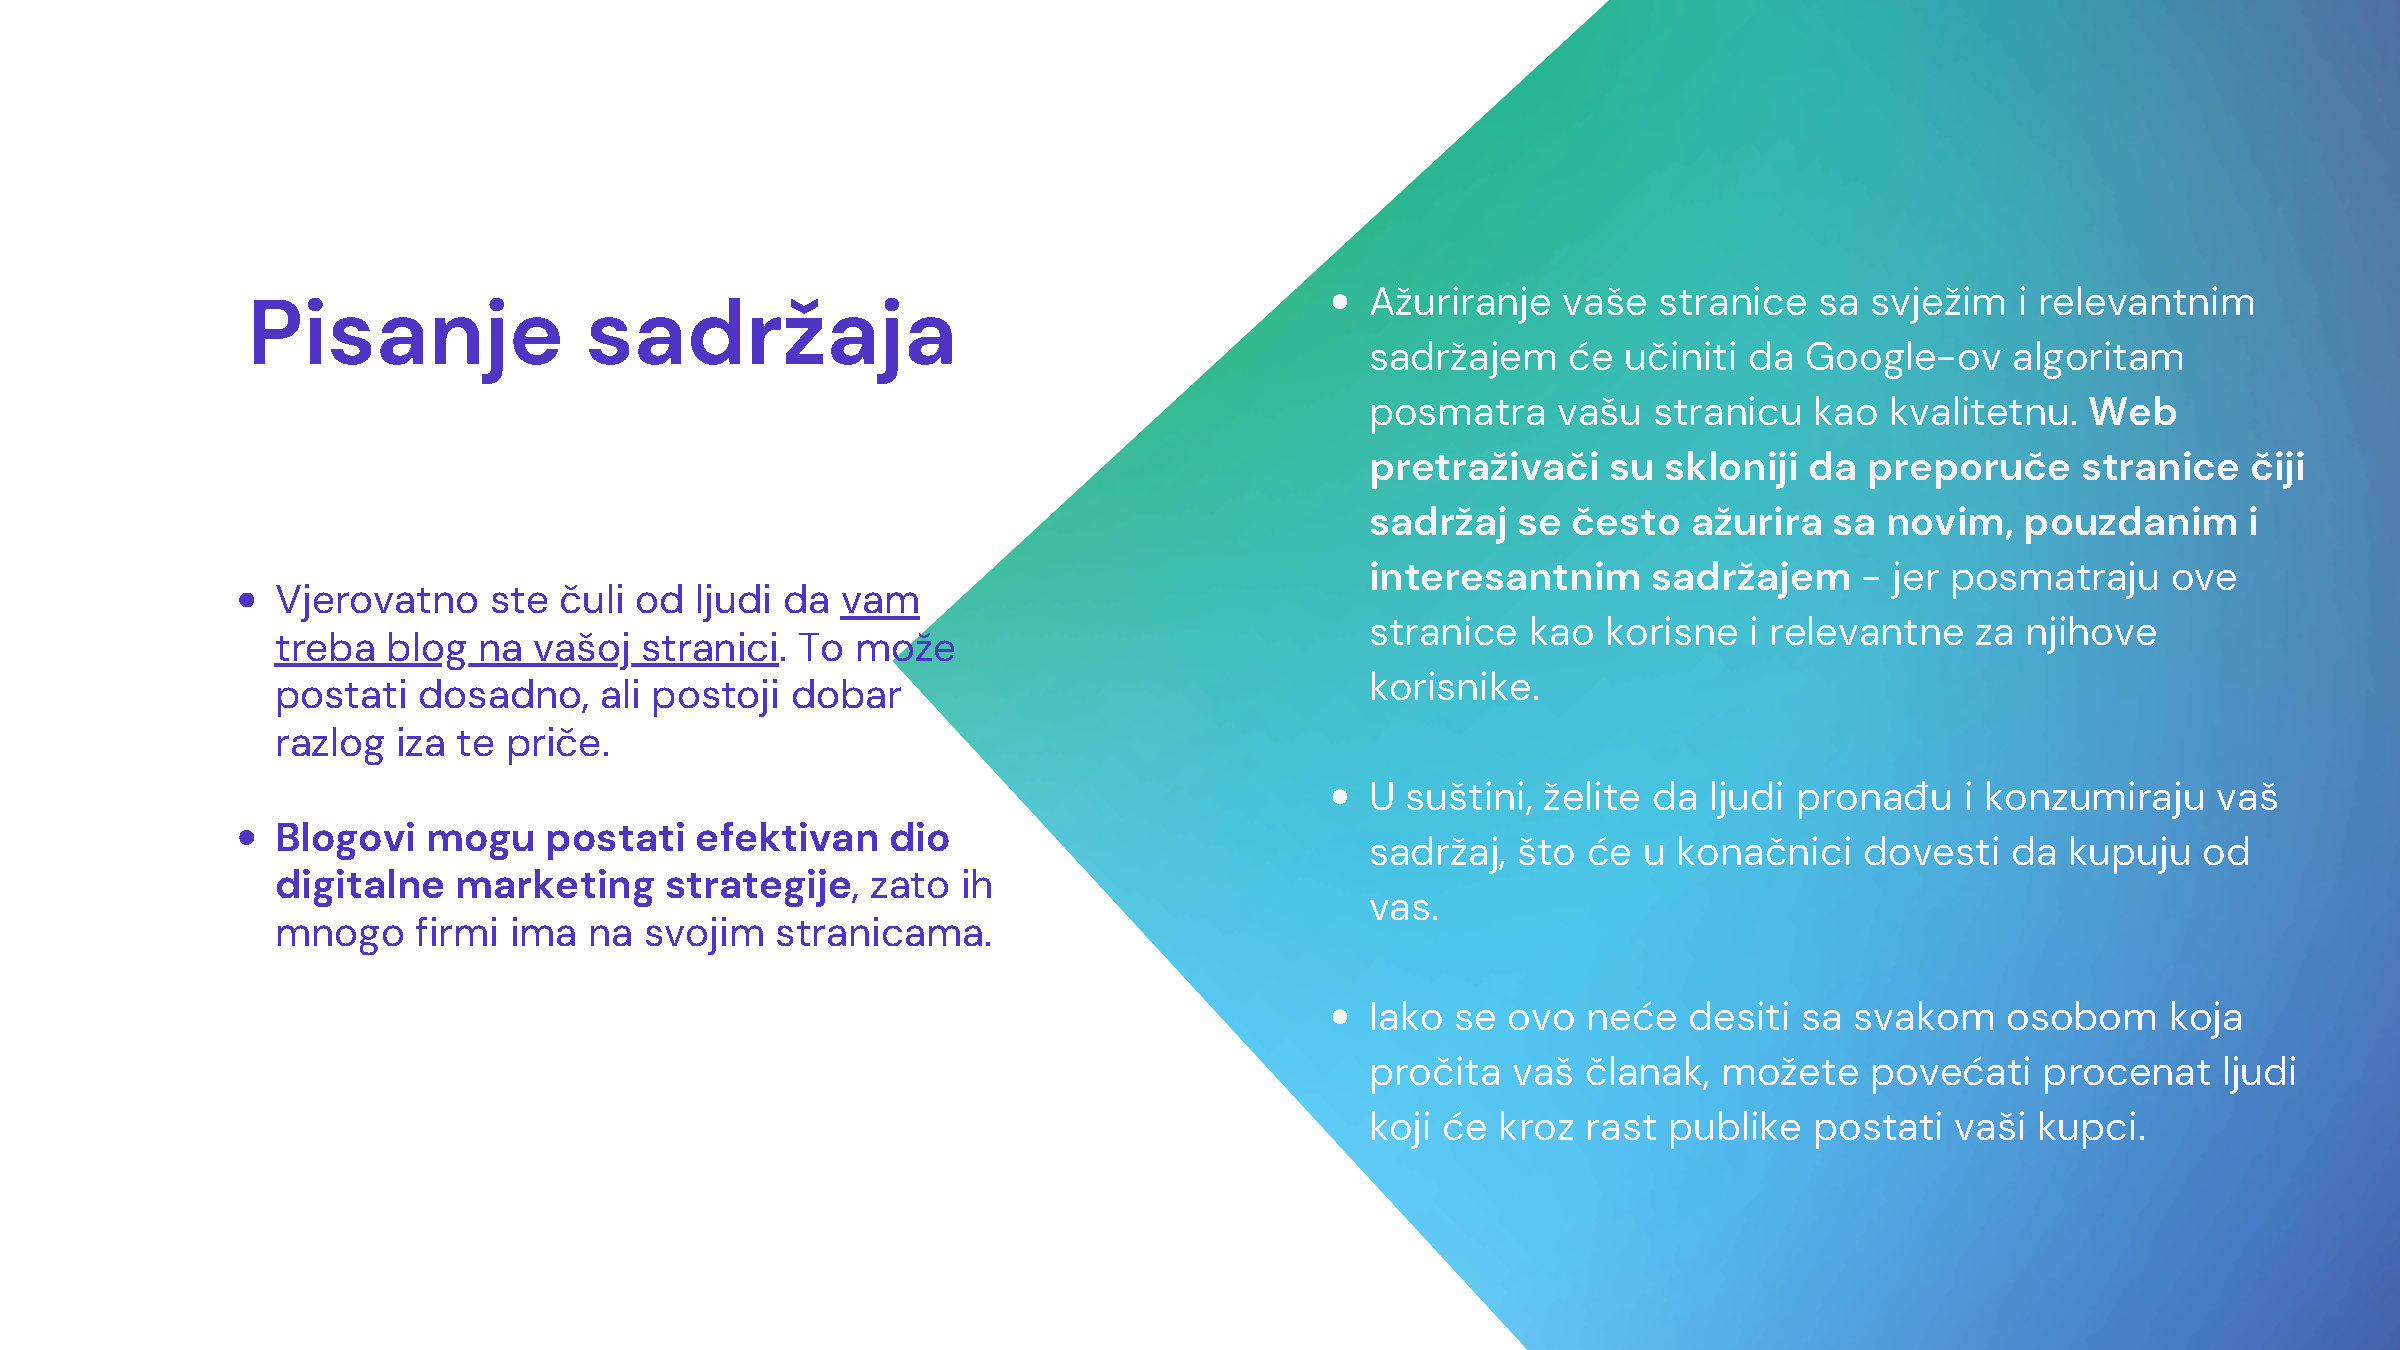 Pisanje sadržaja
• Vjerovatno ste čuli od ljudi da vam
treba blog na vašoj stranici. To može
postati dosadno, ali postoji dobar
razlog iza te priče.
• Blogovi mogu postati efektivan dio
digitalne marketing strategije, zato ih
mnogo firmi ima na svojim stranicama.
• Ažuriranje vaše stranice sa svježim i relevantnim
sadržajem će učiniti da Google-ov algoritam
posmatra vašu stranicu kao kvalitetnu. Web
pretraživači su skloniji da preporuče stranice čiji
sadržaj se često ažurira sa novim, pouzdanim i
interesantnim sadržajem - jer posmatraju ove
stranice kao korisne i relevantne za njihove
korisnike.
• U suštini, želite da ljudi pronađu i konzumiraju vaš
sadržaj, što će u konačnici dovesti da kupuju od
vas.
• Iako se ovo neće desiti sa svakom osobom koja
pročita vaš članak, možete povećati procenat ljudi
koji će kroz rast publike postati vaši kupci.